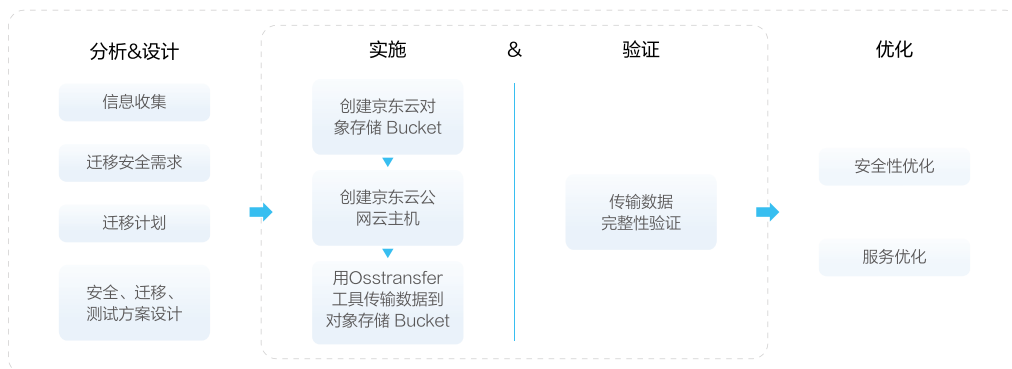 分析&设计
信息收集
迁移安全需求
迁移计划
安全、迁移、
测试方案设计
实施
&
验证
创建京东云对
象存储 Bucket
创建京东云公
网云主机
用Osstransfer
工具传输数据到
对象存储 Bucket
传输数据
完整性验证
优化
安全性优化
服务优化